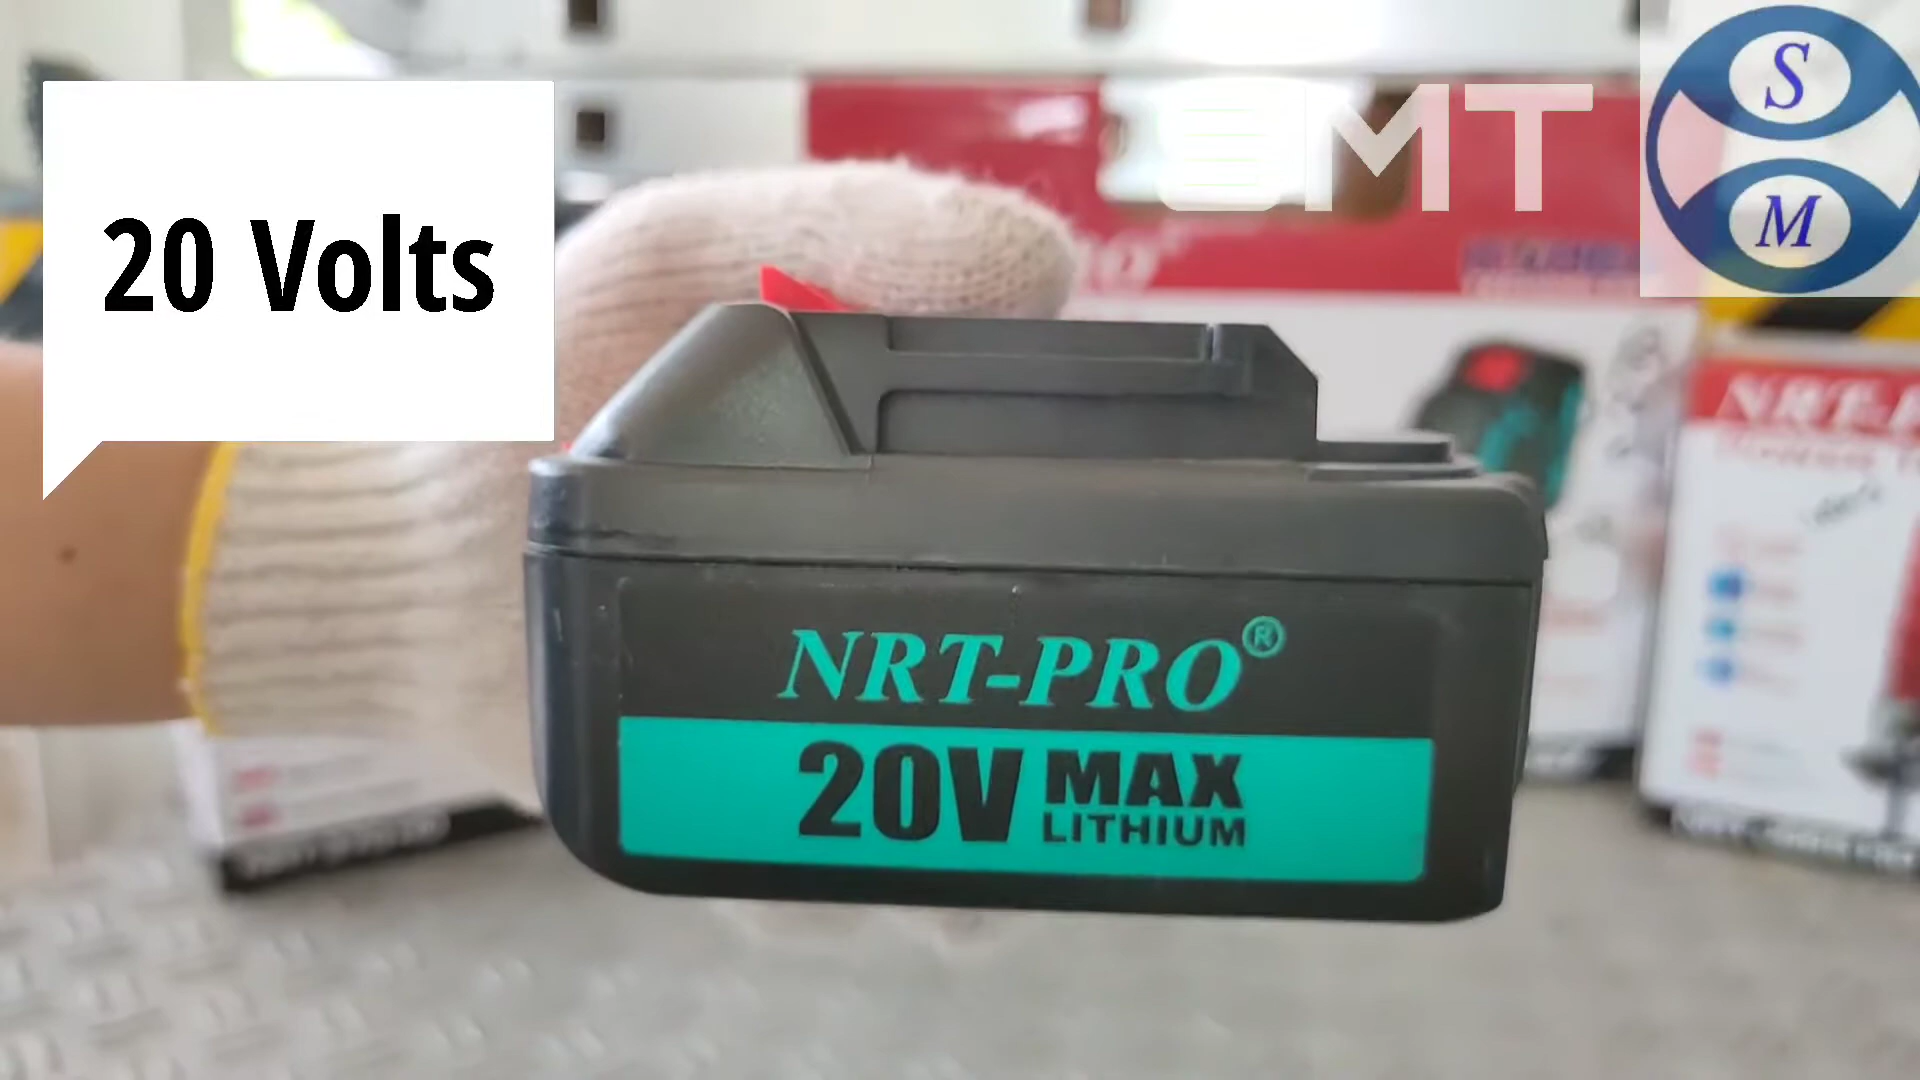 20 Volts
SMT
S
M
NRT-PRO®
20V MAX
LITHIUM